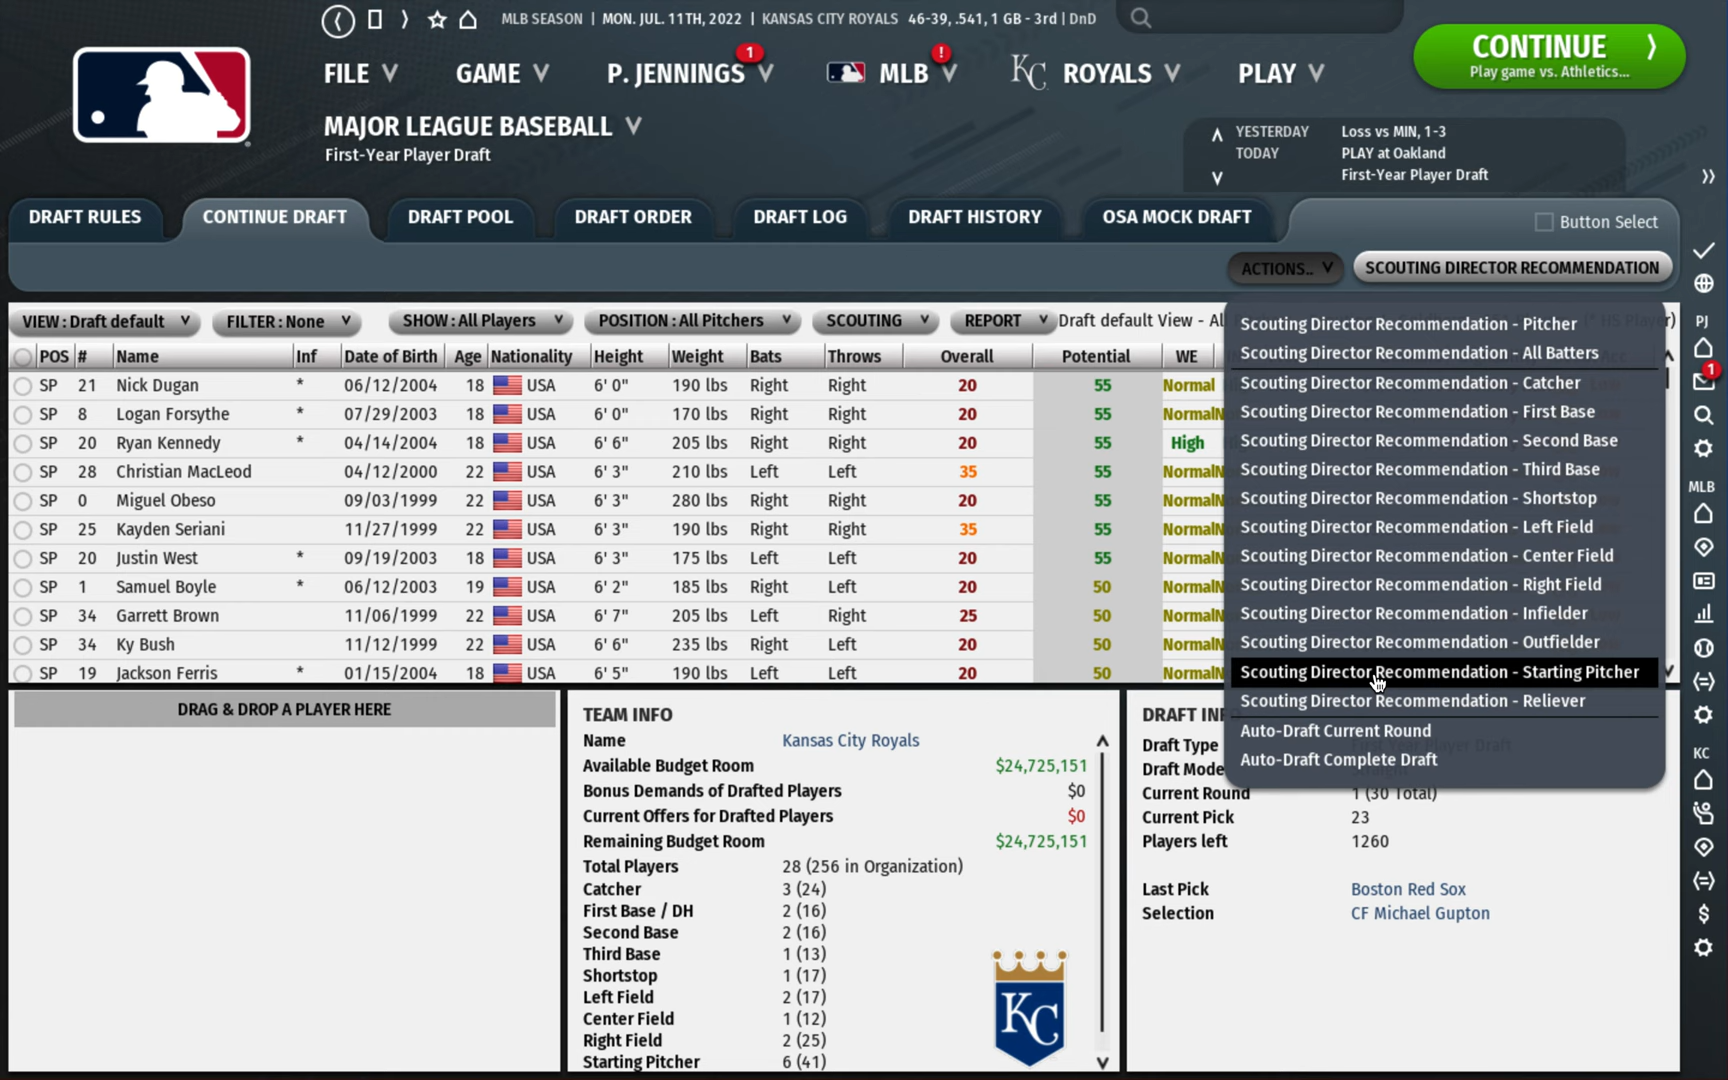 MLB SEASON | MON. JUL. 11TH, 2022 | KANSAS CITY ROYALS 46-39, .541, 1 GB - 3rd | DnD
FILE GAME P. JENNINGS 1 MLB ! ROYALS PLAY
CONTINUE
Play game vs. Athletics...
MAJOR LEAGUE BASEBALL
First-Year Player Draft
YESTERDAY Loss vs MIN, 1-3
TODAY PLAY at Oakland
First-Year Player Draft
DRAFT RULES CONTINUE DRAFT DRAFT POOL DRAFT ORDER DRAFT LOG DRAFT HISTORY OSA MOCK DRAFT Button Select
ACTIONS.. SCOUTING DIRECTOR RECOMMENDATION
VIEW : Draft default FILTER : None SHOW : All Players POSITION : All Pitchers SCOUTING REPORT Draft default View - Al
POS # Name Inf Date of Birth Age Nationality Height Weight Bats Throws Overall Potential WE
SP 21 Nick Dugan * 06/12/2004 18 USA 6' 0" 190 lbs Right Right 20 55 Normal
SP 8 Logan Forsythe * 07/29/2003 18 USA 6' 0" 170 lbs Right Right 20 55 Normal
SP 20 Ryan Kennedy * 04/14/2004 18 USA 6' 6" 205 lbs Right Right 20 55 High
SP 28 Christian MacLeod 04/12/2000 22 USA 6' 3" 210 lbs Left Left 35 55 Normal
SP 0 Miguel Obeso 09/03/1999 22 USA 6' 3" 280 lbs Right Right 20 55 Normal
SP 25 Kayden Seriani 11/27/1999 22 USA 6' 3" 190 lbs Right Right 35 55 Normal
SP 20 Justin West * 09/19/2003 18 USA 6' 3" 175 lbs Left Left 20 55 Normal
SP 1 Samuel Boyle * 06/12/2003 19 USA 6' 2" 185 lbs Right Left 20 50 Normal
SP 34 Garrett Brown 11/06/1999 22 USA 6' 7" 205 lbs Left Right 25 50 Normal
SP 34 Ky Bush 11/12/1999 22 USA 6' 6" 235 lbs Right Left 20 50 Normal
SP 19 Jackson Ferris * 01/15/2004 18 USA 6' 5" 190 lbs Left Left 20 50 Normal
Scouting Director Recommendation - Pitcher
Scouting Director Recommendation - All Batters
Scouting Director Recommendation - Catcher
Scouting Director Recommendation - First Base
Scouting Director Recommendation - Second Base
Scouting Director Recommendation - Third Base
Scouting Director Recommendation - Shortstop
Scouting Director Recommendation - Left Field
Scouting Director Recommendation - Center Field
Scouting Director Recommendation - Right Field
Scouting Director Recommendation - Infielder
Scouting Director Recommendation - Outfielder
Scouting Director Recommendation - Starting Pitcher
Scouting Director Recommendation - Reliever
Auto-Draft Current Round
Auto-Draft Complete Draft
DRAG & DROP A PLAYER HERE
TEAM INFO
Name Kansas City Royals
Available Budget Room $24,725,151
Bonus Demands of Drafted Players $0
Current Offers for Drafted Players $0
Remaining Budget Room $24,725,151
Total Players 28 (256 in Organization)
Catcher 3 (24)
First Base / DH 2 (16)
Second Base 2 (16)
Third Base 1 (13)
Shortstop 1 (17)
Left Field 2 (17)
Center Field 1 (12)
Right Field 2 (25)
Starting Pitcher 6 (41)
KC
DRAFT INF
Draft Type First-Year Player Draft
Draft Mode
Current Round 1 (30 Total)
Current Pick 23
Players left 1260
Last Pick Boston Red Sox
Selection CF Michael Gupton
PJ
1
MLB
KC